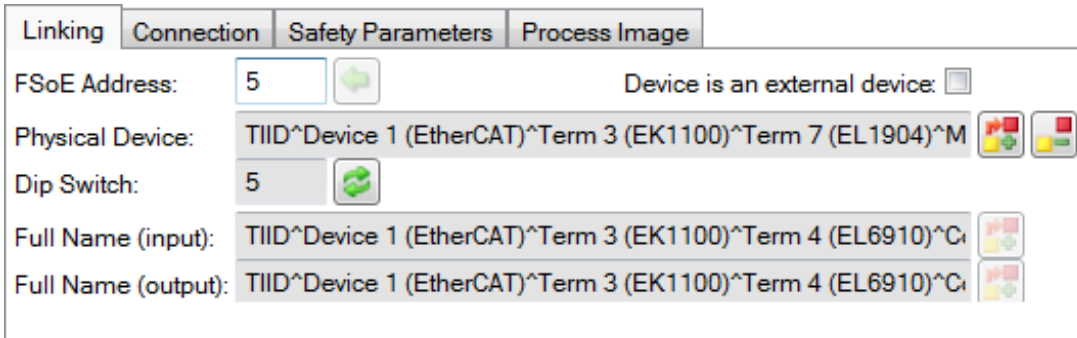 Linking Connection Safety Parameters Process Image
FSoE Address: 5 Device is an external device:
Physical Device: TIID^Device 1 (EtherCAT)^Term 3 (EK1100)^Term 7 (EL1904)^M
Dip Switch: 5
Full Name (input): TIID^Device 1 (EtherCAT)^Term 3 (EK1100)^Term 4 (EL6910)^C
Full Name (output): TIID^Device 1 (EtherCAT)^Term 3 (EK1100)^Term 4 (EL6910)^C